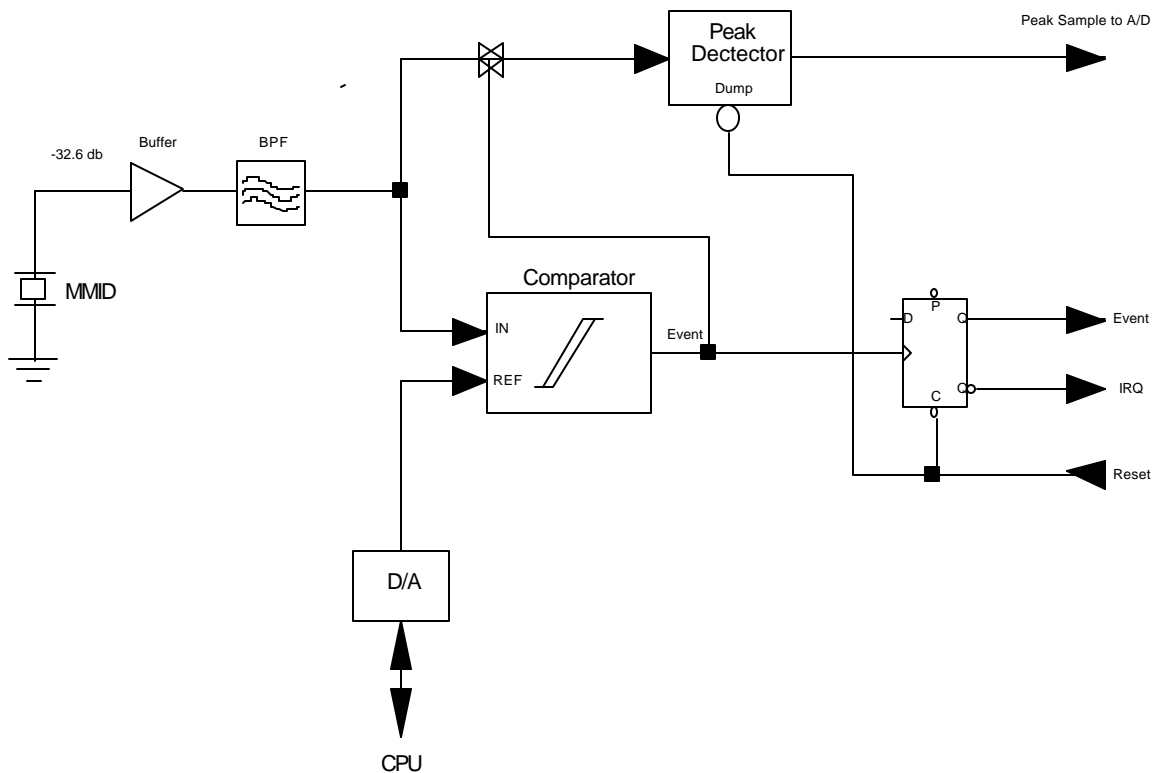 Peak Sample to A/D
Peak
Dectector
Dump
Buffer
BPF
-32.6 db
MMID
Comparator
IN
REF
Event
P
D
Q
Q
C
Event
IRQ
Reset
D/A
CPU